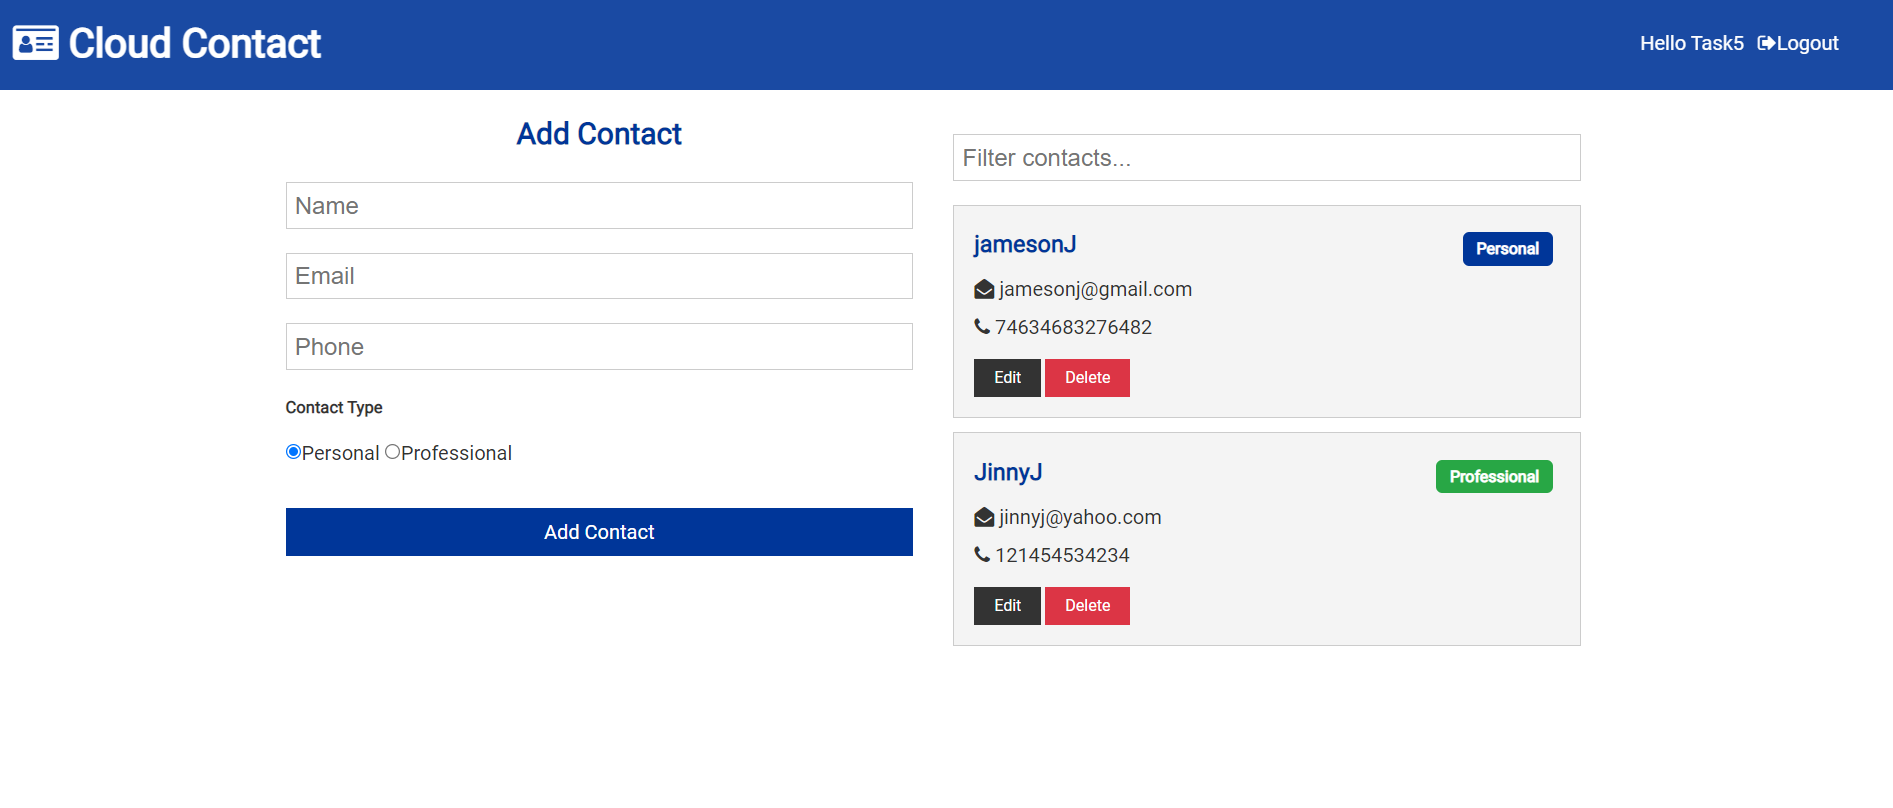 Cloud Contact
Hello Task5 Logout
Add Contact
Name
Email
Phone
Contact Type
Personal Professional
Add Contact
Filter contacts...
jamesonJ
Personal
jamesonj@gmail.com
74634683276482
Edit Delete
JinnyJ
Professional
jinnyj@yahoo.com
121454534234
Edit Delete